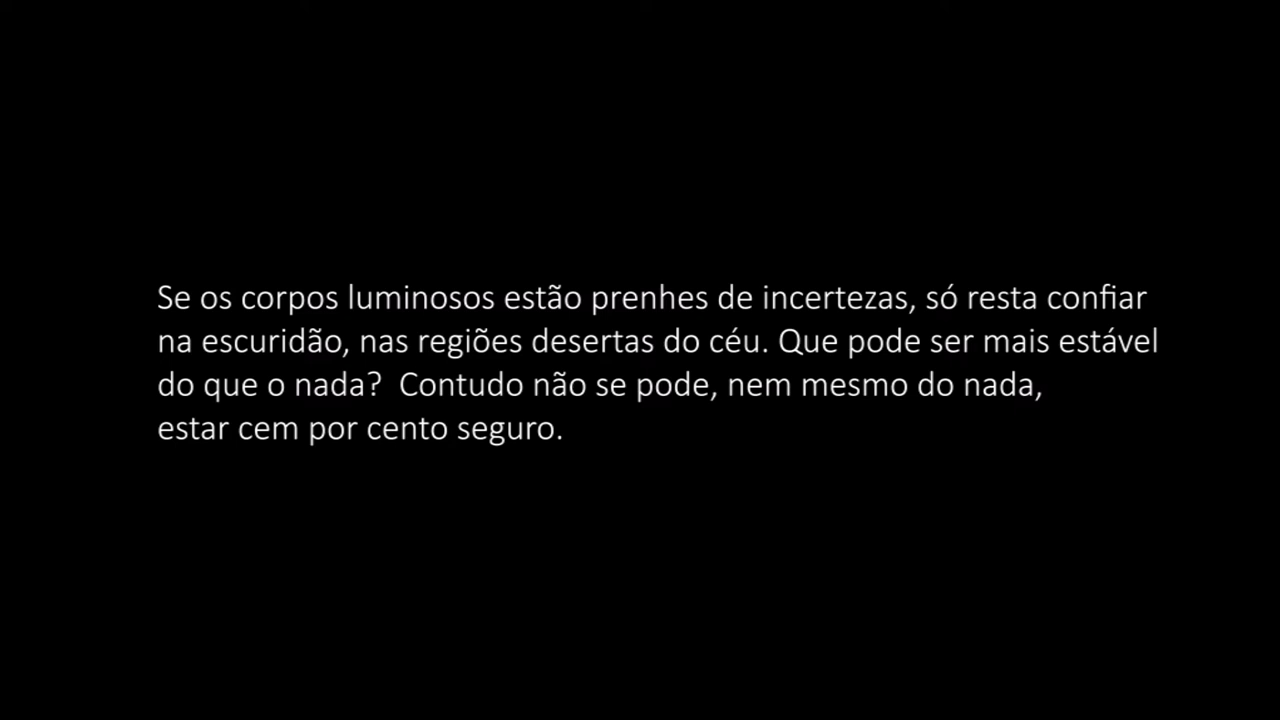 Se os corpos luminosos estão prenhes de incertezas, só resta confiar
na escuridão, nas regiões desertas do céu. Que pode ser mais estável
do que o nada?  Contudo não se pode, nem mesmo do nada,
estar cem por cento seguro.